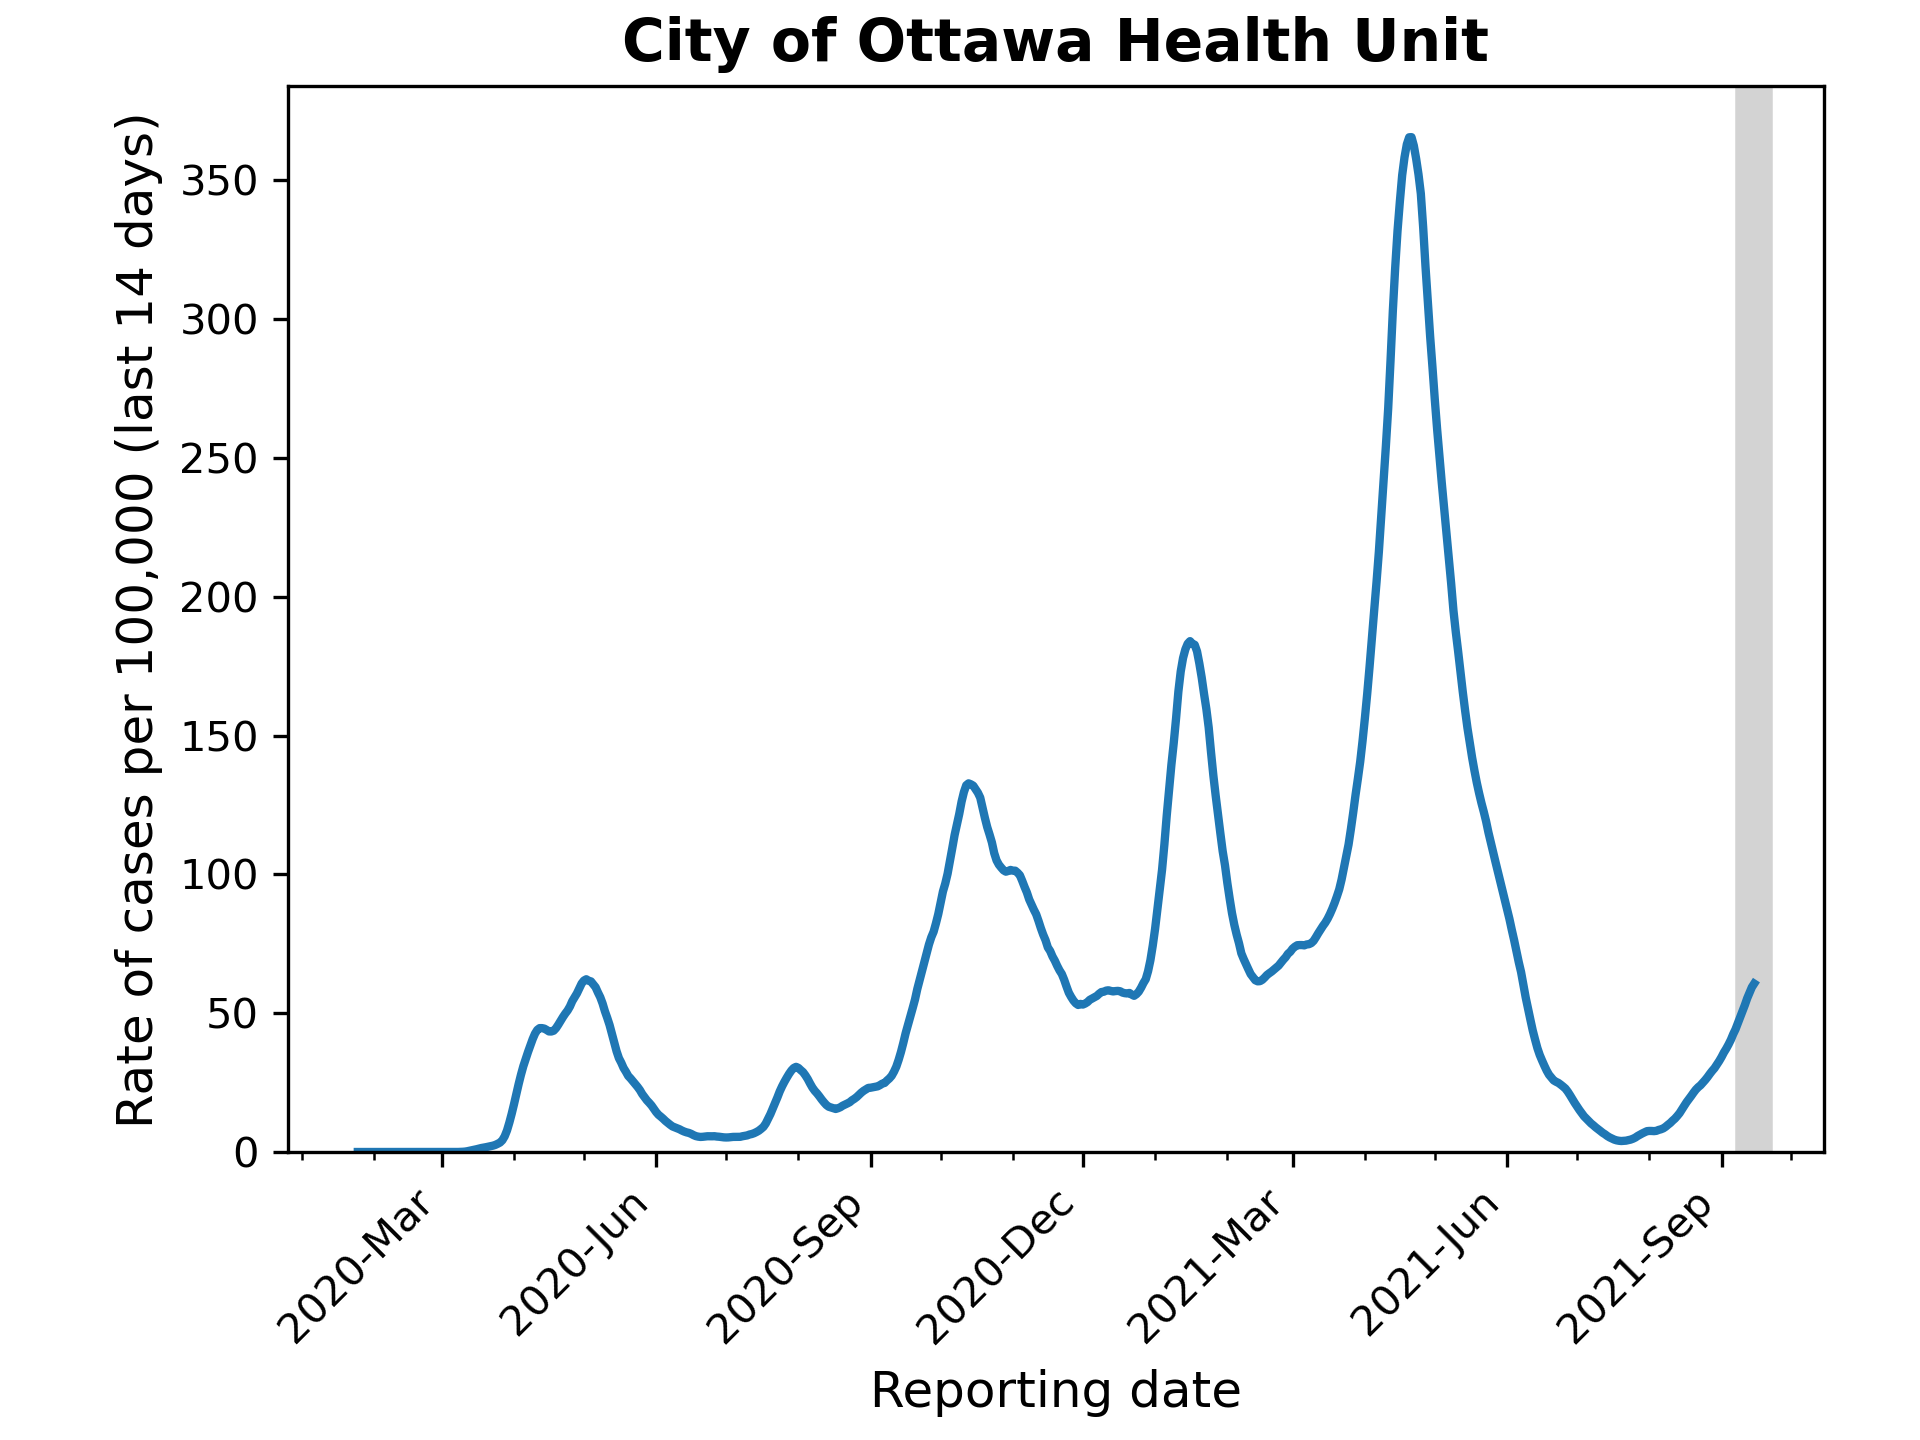 City of Ottawa Health Unit
Rate of cases per 100,000 (last 14 days)
350
300
250
200
150
100
50
0
2020-Mar
2020-Jun
2020-Sep
2020-Dec
2021-Mar
2021-Jun
2021-Sep
Reporting date